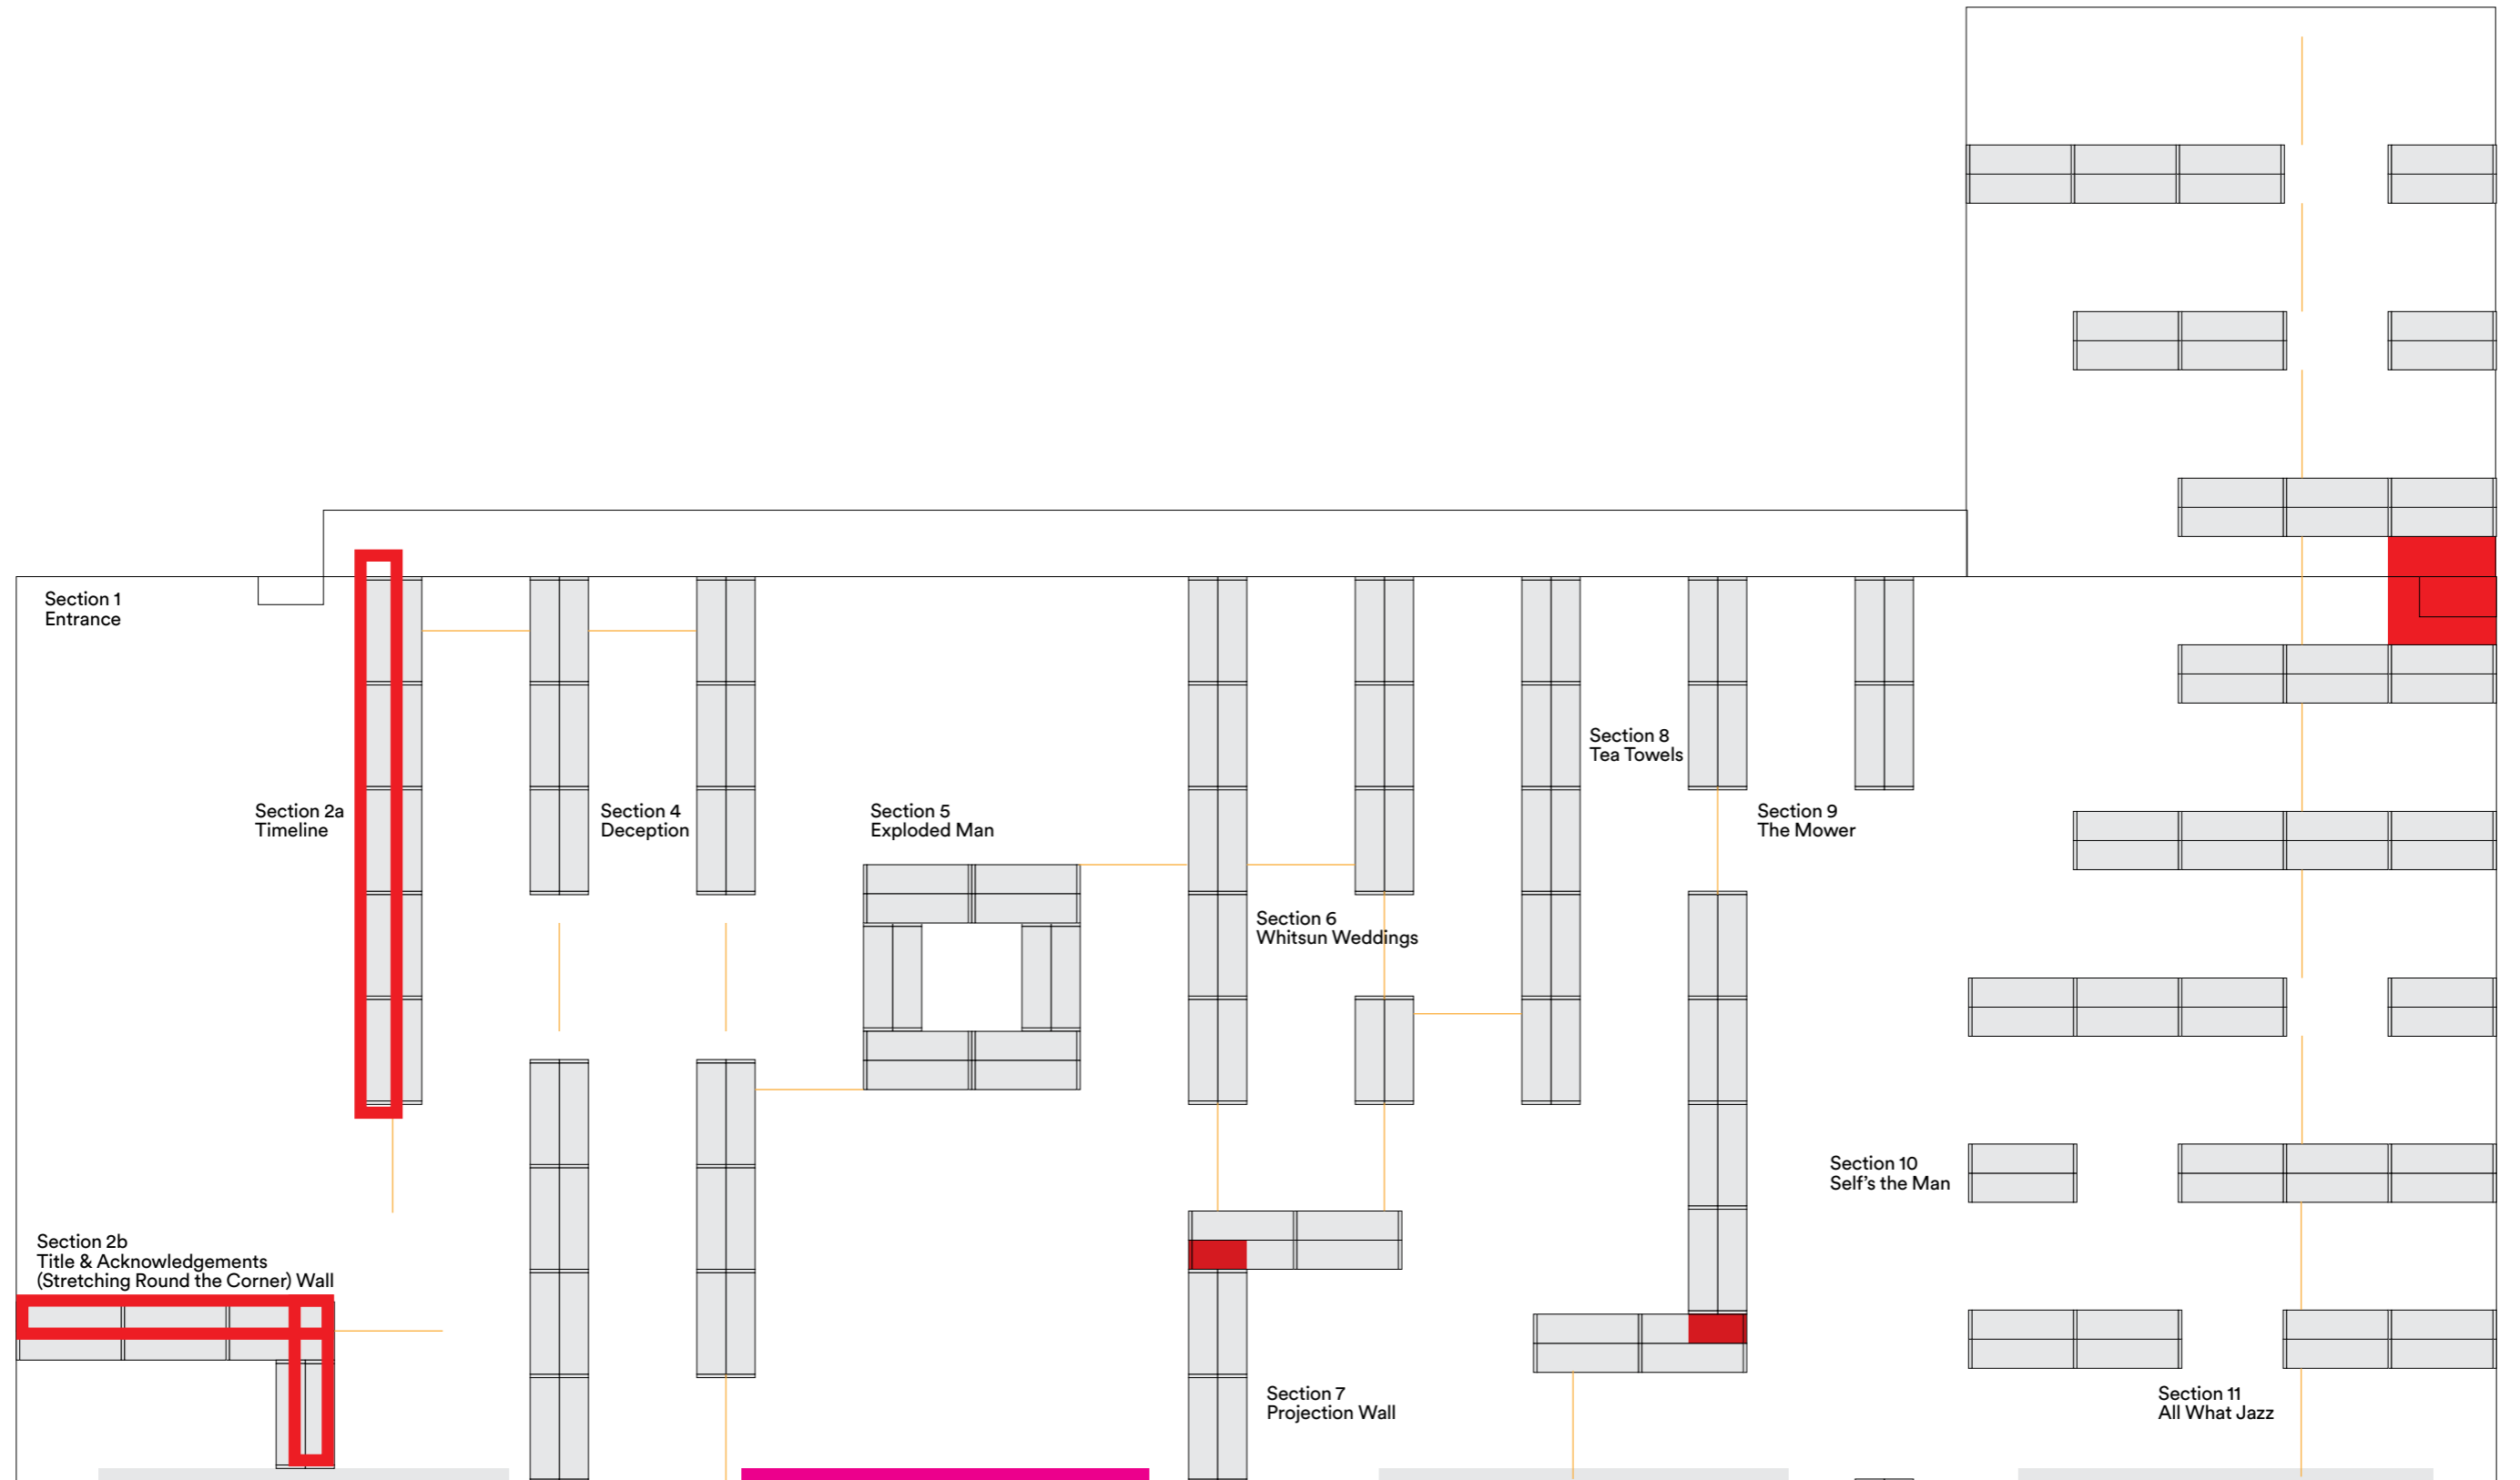 Section 1
Entrance
Section 2a
Timeline
Section 4
Deception
Section 5
Exploded Man
Section 6
Whitsun Weddings
Section 8
Tea Towels
Section 9
The Mower
Section 10
Self's the Man
Section 2b
Title & Acknowledgements
(Stretching Round the Corner) Wall
Section 7
Projection Wall
Section 11
All What Jazz